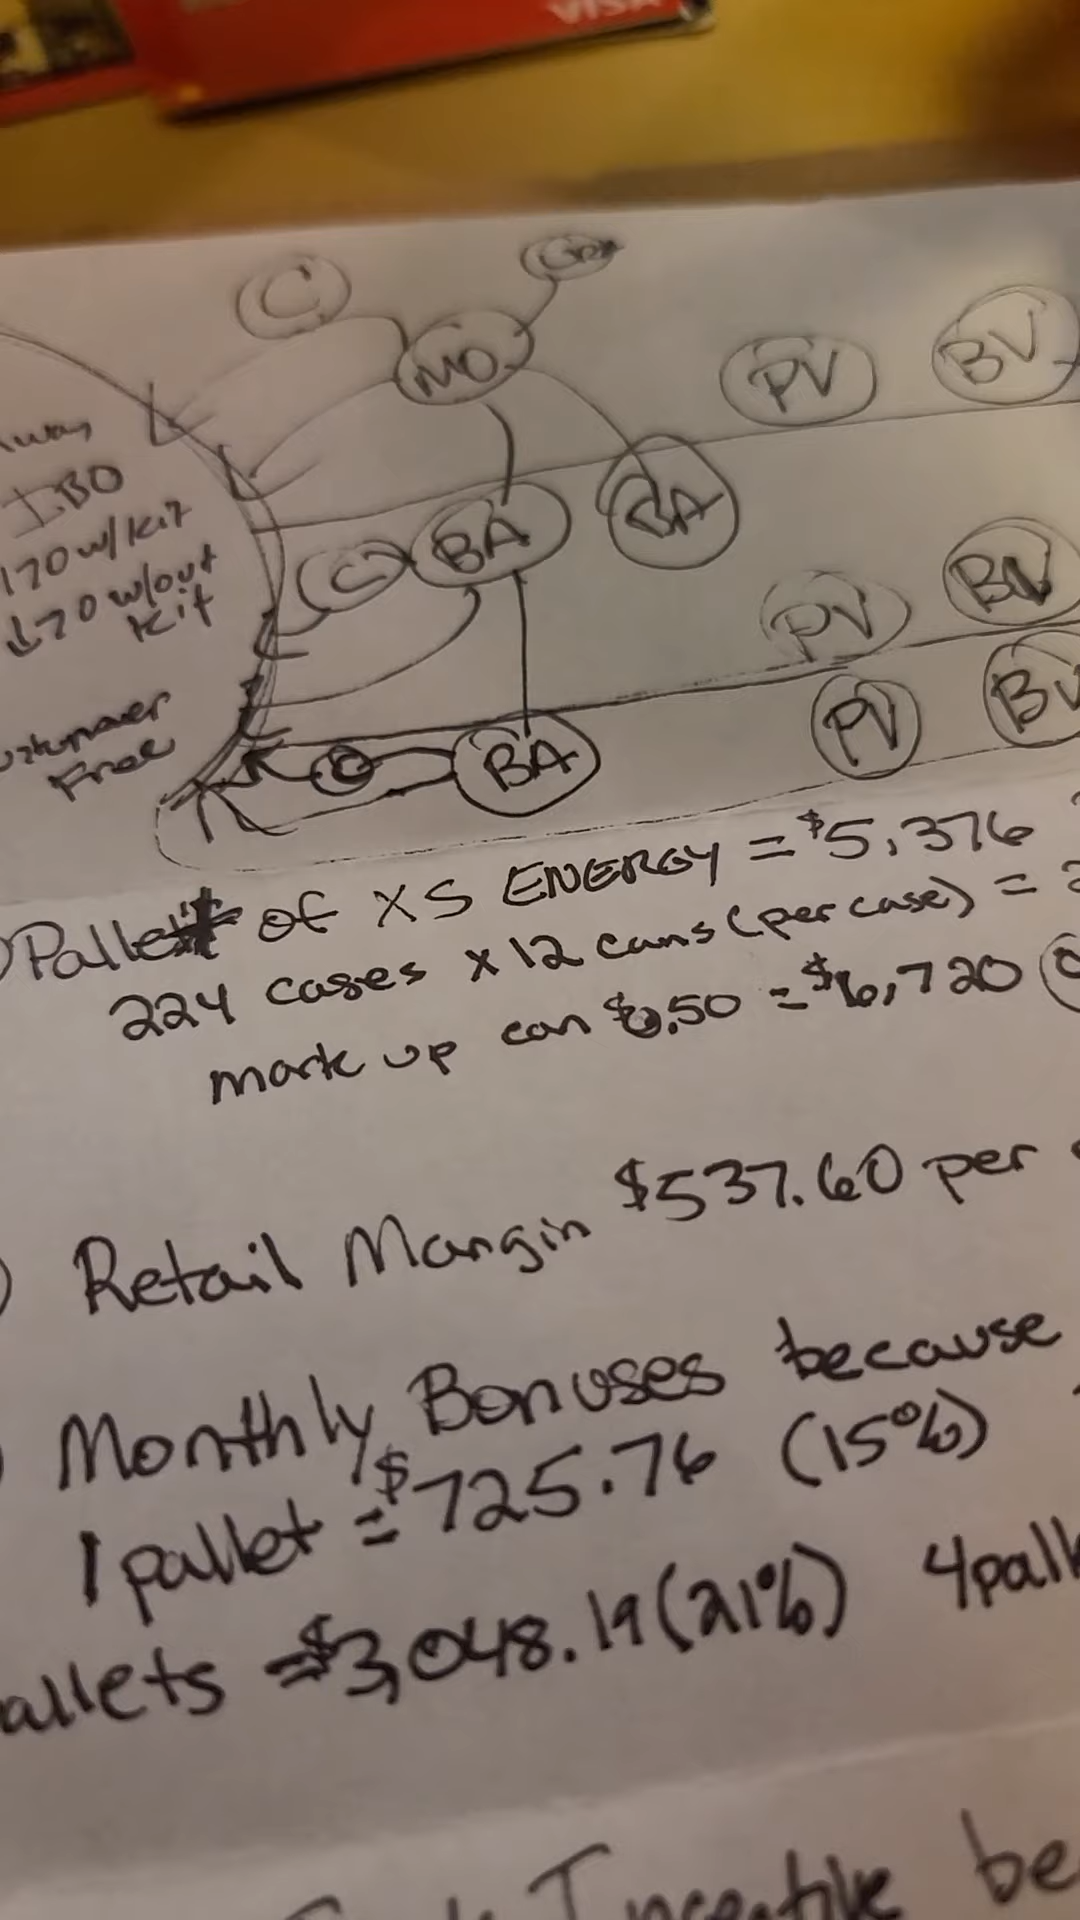 VISA
C
MO
PV
BV
IBO
BA
BA
170 w/ Kit
170 w/out
Kit
C
BA
PV
BV
PV
BV
Free
C
BA
Pallet of XS ENERGY = $5,376
224 cases x 12 cans (per case) =
mark up can $0.50 = $6,720
Retail Margin $537.60 per
Monthly Bonuses because
1 pallet = $725.76 (15%)
allets = $3,048.19 (21%) 4pall
Incentive be